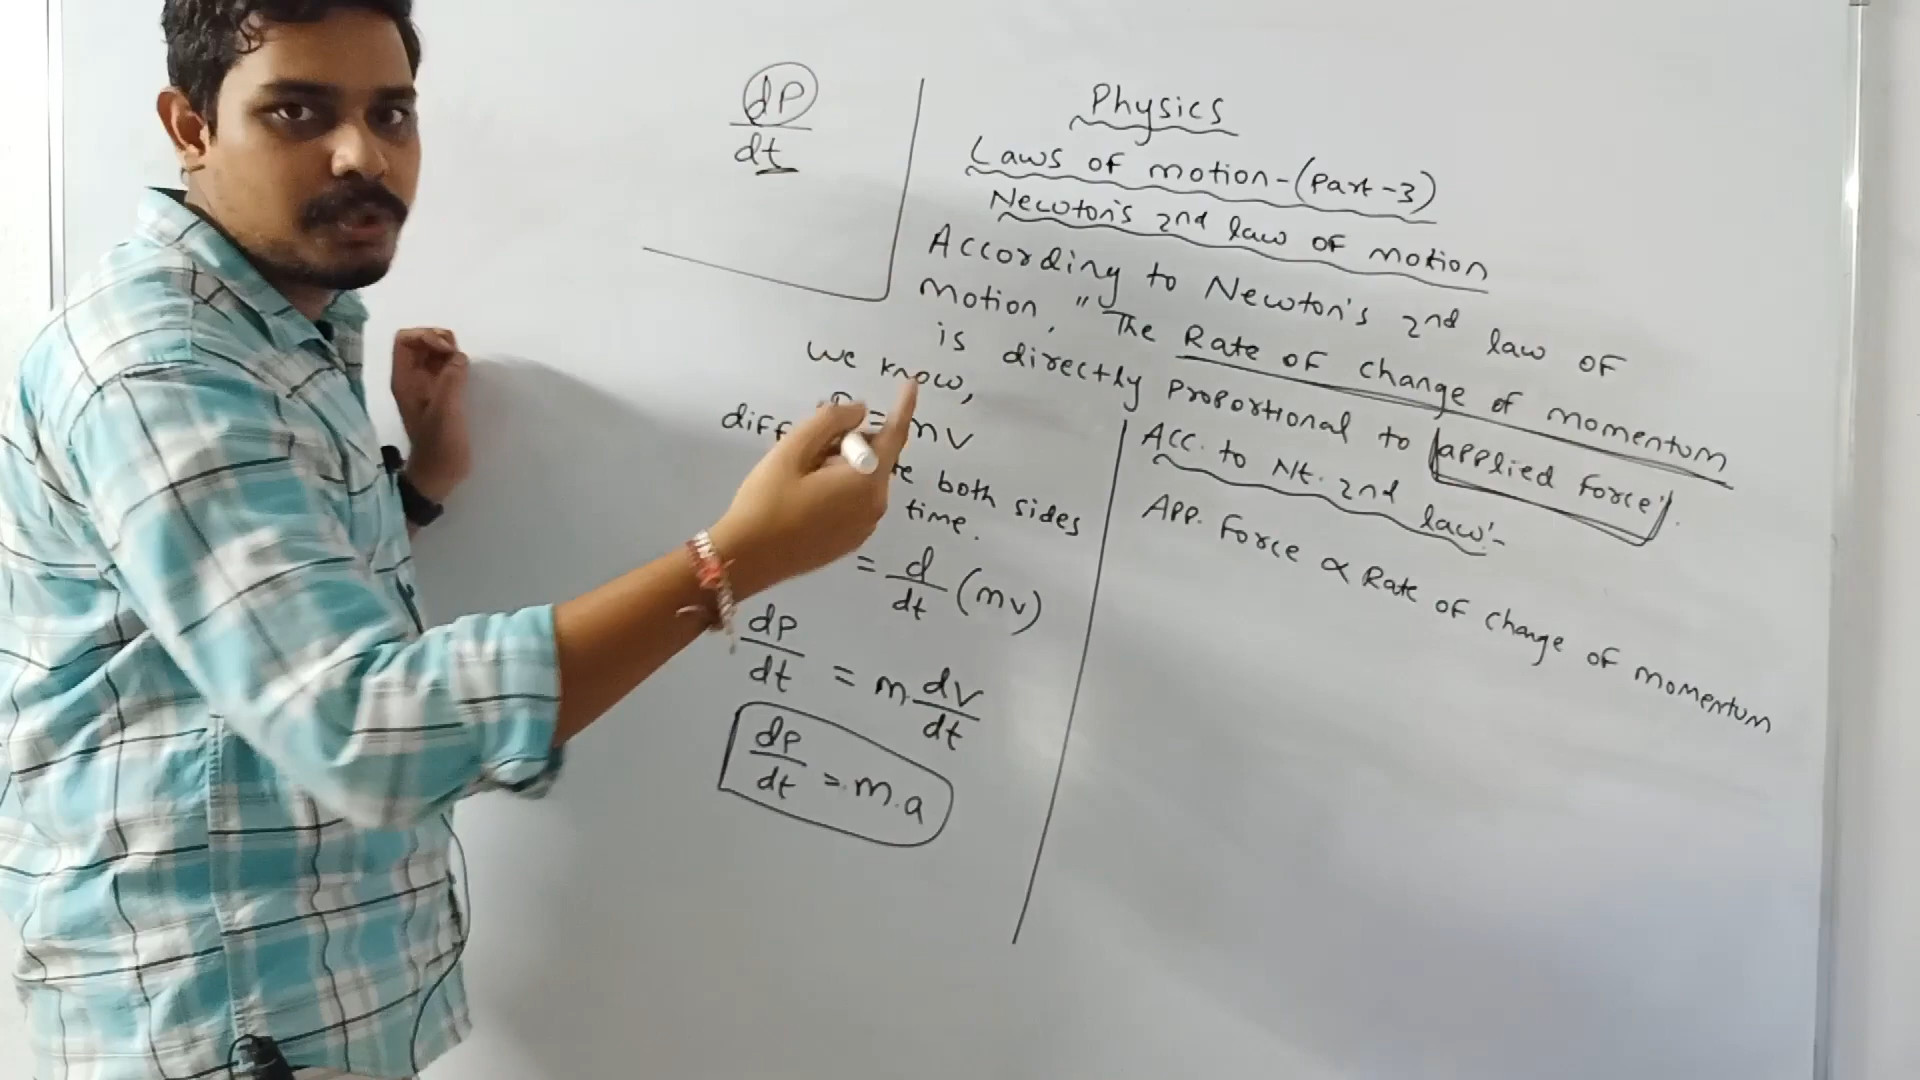 dP
dt
Physics
Laws of motion - (Part-3)
Newton's 2nd law of motion
According to Newton's 2nd law of
motion, "The Rate of change of momentum
is directly proportional to applied force".
we know,
= mv
diff
both sides
time.
= d/dt (mv)
dp/dt = m dv/dt
dp/dt = m.a
Acc. to Nt. 2nd law:-
App. Force ∝ Rate of change of momentum